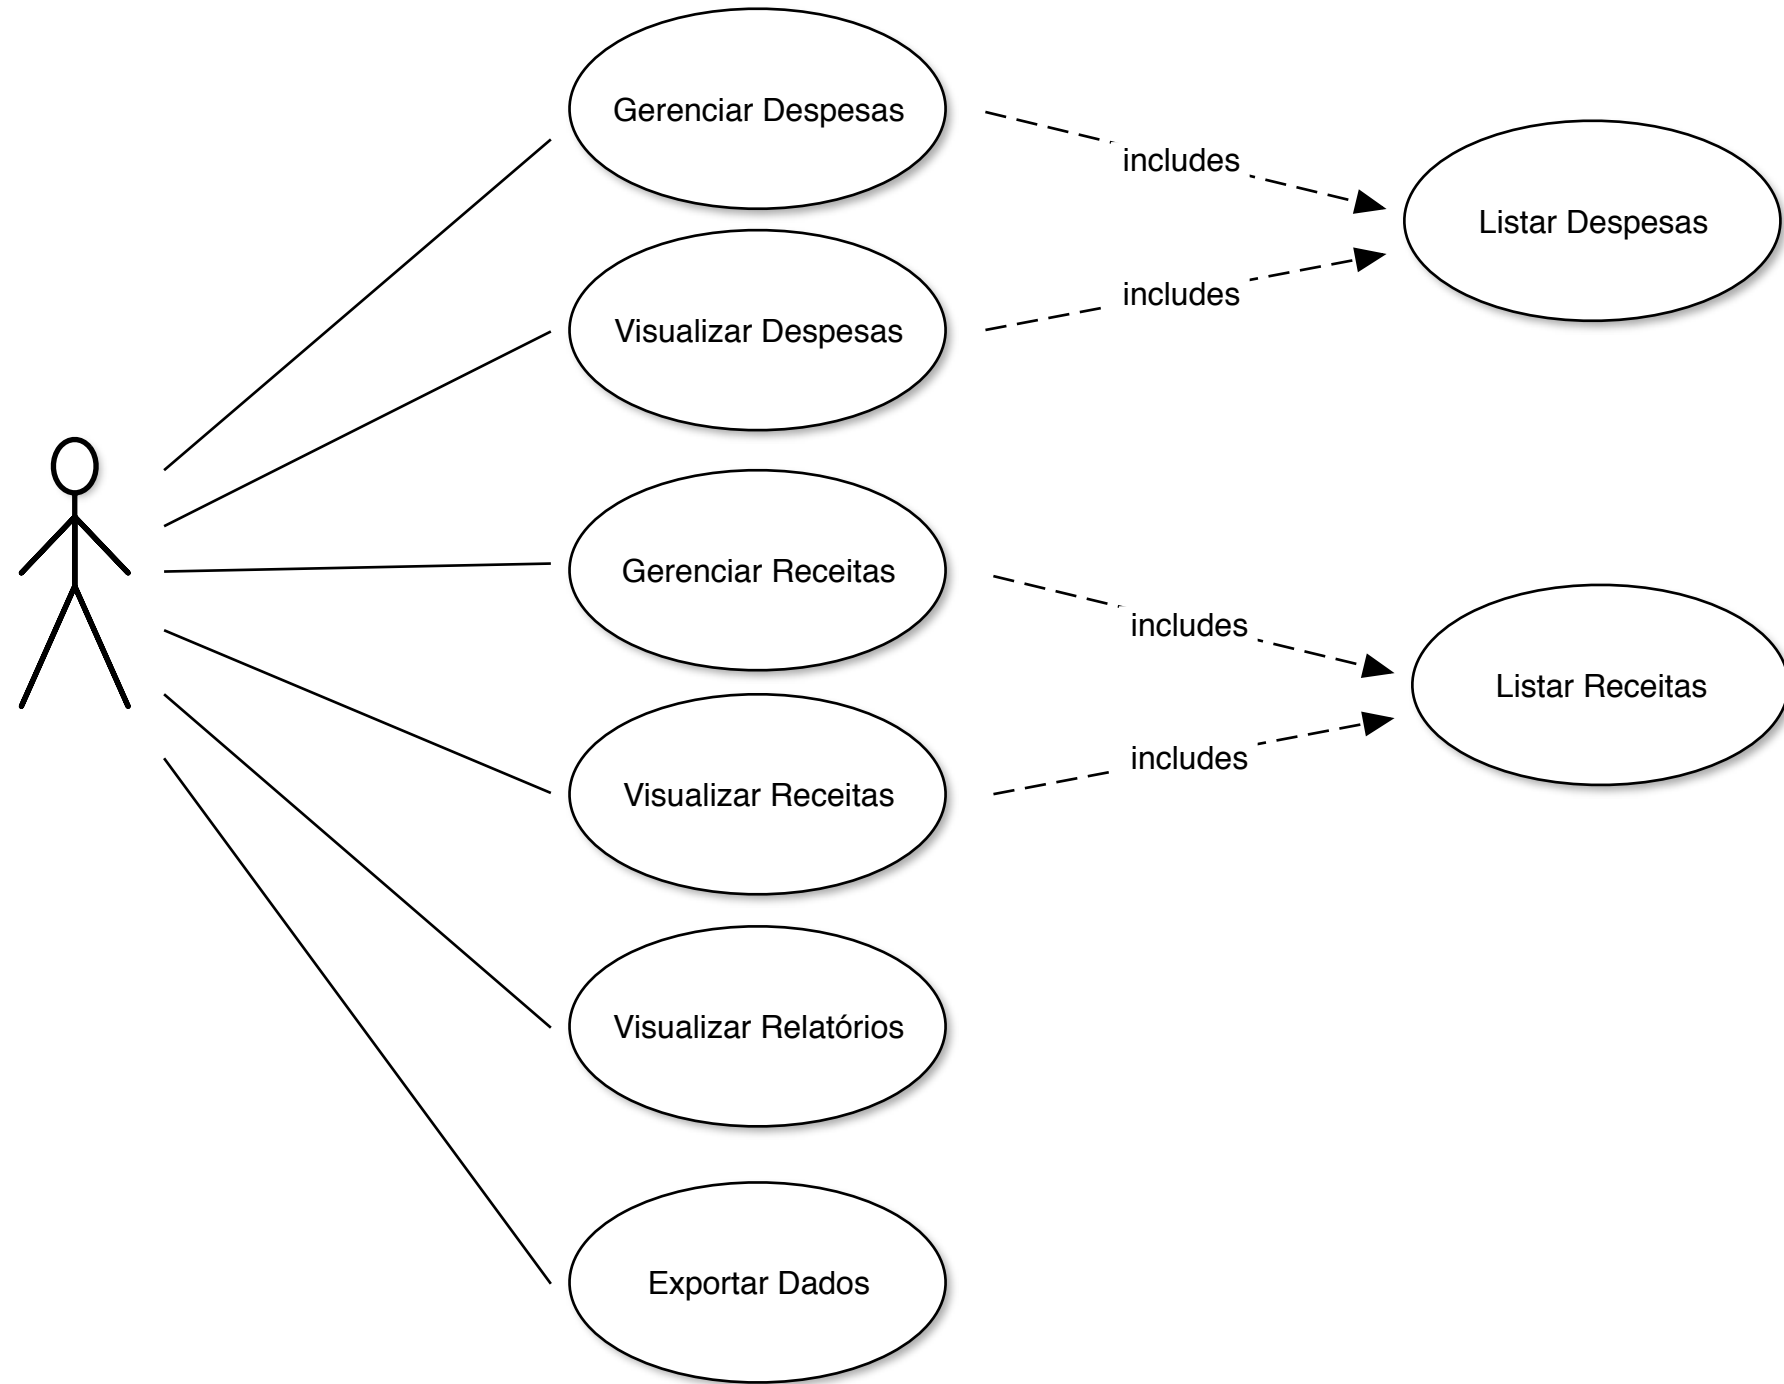 Gerenciar Despesas
includes
Listar Despesas
includes
Visualizar Despesas
Gerenciar Receitas
includes
Listar Receitas
includes
Visualizar Receitas
Visualizar Relatórios
Exportar Dados